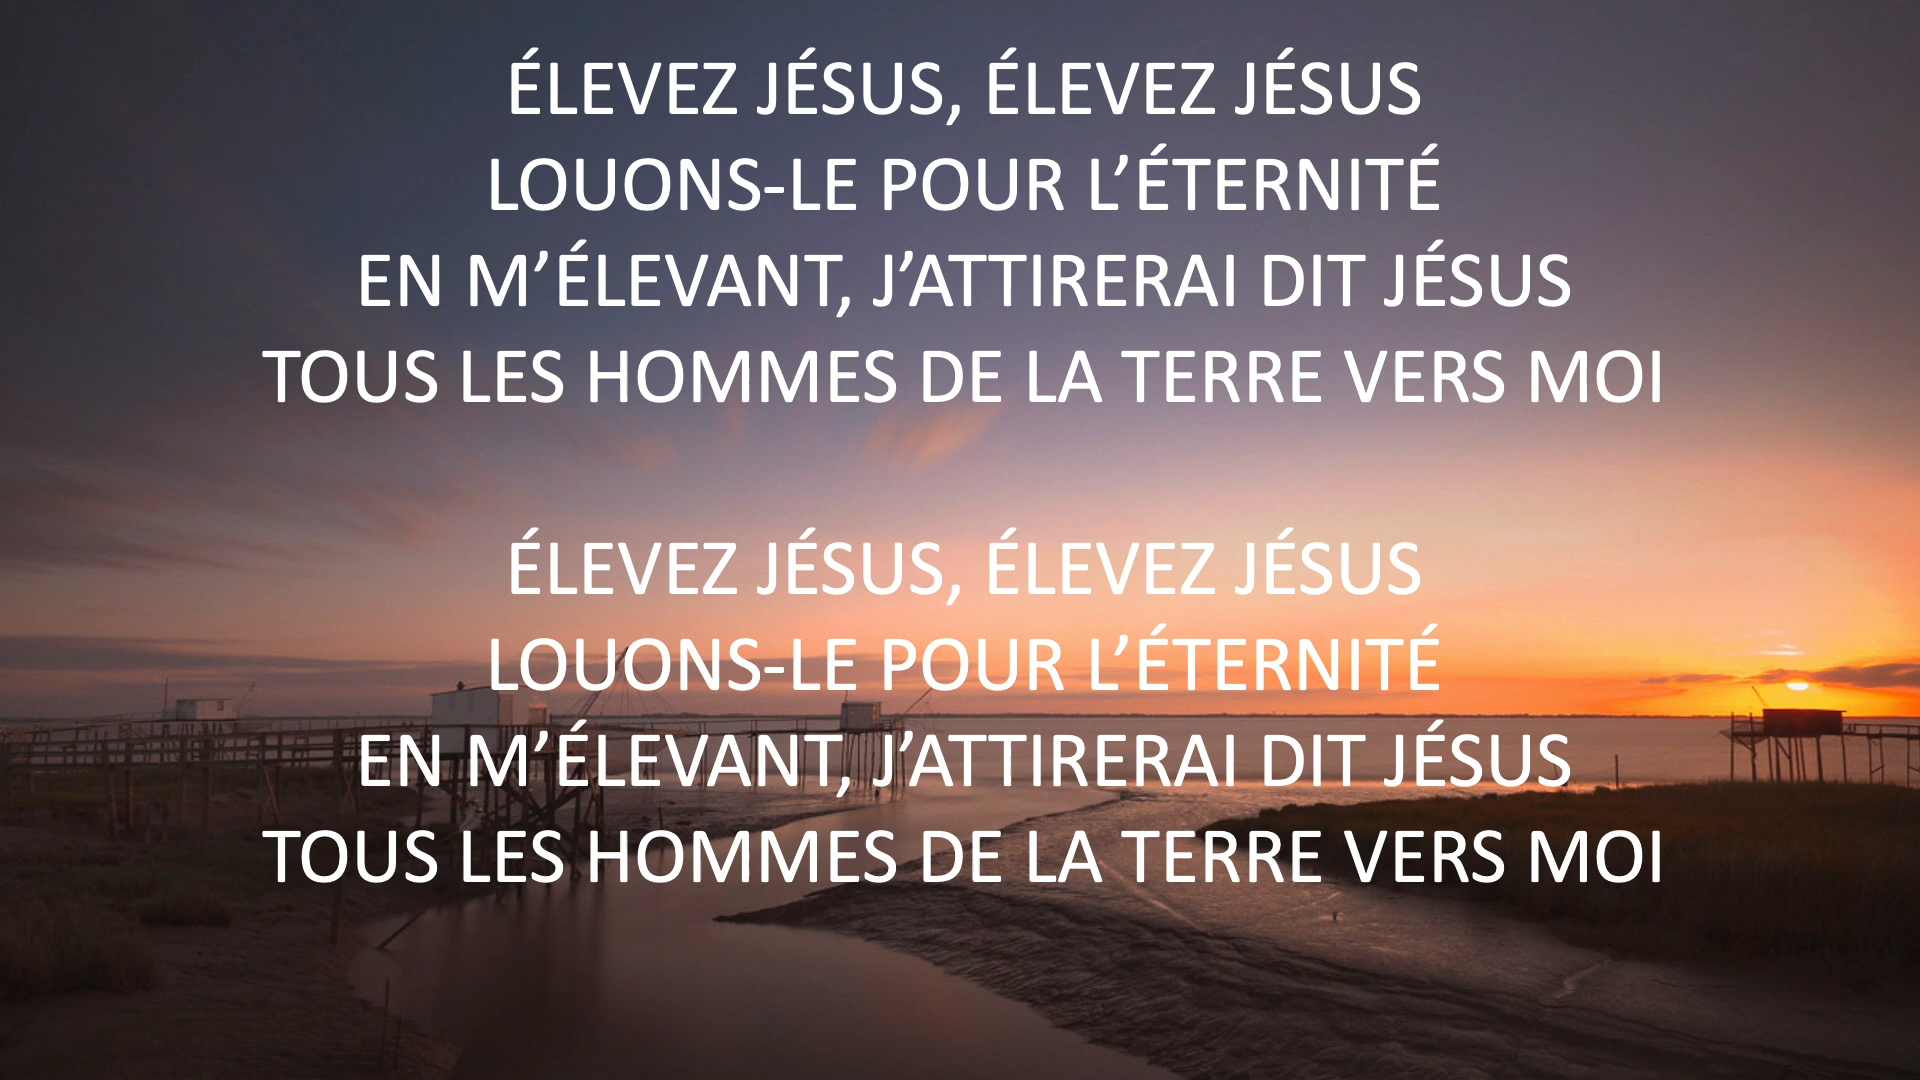 ÉLEVEZ JÉSUS, ÉLEVEZ JÉSUS
LOUONS-LE POUR L’ÉTERNITÉ
EN M’ÉLEVANT, J’ATTIRERAI DIT JÉSUS
TOUS LES HOMMES DE LA TERRE VERS MOI
ÉLEVEZ JÉSUS, ÉLEVEZ JÉSUS
LOUONS-LE POUR L’ÉTERNITÉ
EN M’ÉLEVANT, J’ATTIRERAI DIT JÉSUS
TOUS LES HOMMES DE LA TERRE VERS MOI